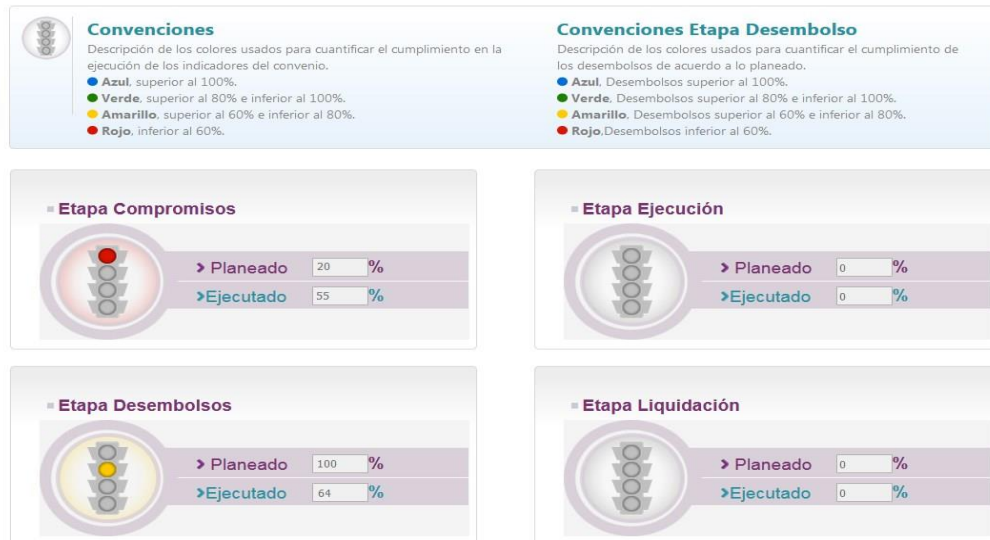 Convenciones
Descripción de los colores usados para cuantificar el cumplimiento en la
ejecución de los indicadores del convenio.
Azul, superior al 100%.
Verde, superior al 80% e inferior al 100%.
Amarillo, superior al 60% e inferior al 80%.
Rojo, inferior al 60%.
Convenciones Etapa Desembolso
Descripción de los colores usados para cuantificar el cumplimiento de
los desembolsos de acuerdo a lo planeado.
Azul, Desembolsos superior al 100%.
Verde, Desembolsos superior al 80% e inferior al 100%.
Amarillo, Desembolsos superior al 60% e inferior al 80%.
Rojo,Desembolsos inferior al 60%.
Etapa Compromisos
Planeado 20 %
Ejecutado 55 %
Etapa Ejecución
Planeado 0 %
Ejecutado 0 %
Etapa Desembolsos
Planeado 100 %
Ejecutado 64 %
Etapa Liquidación
Planeado 0 %
Ejecutado 0 %